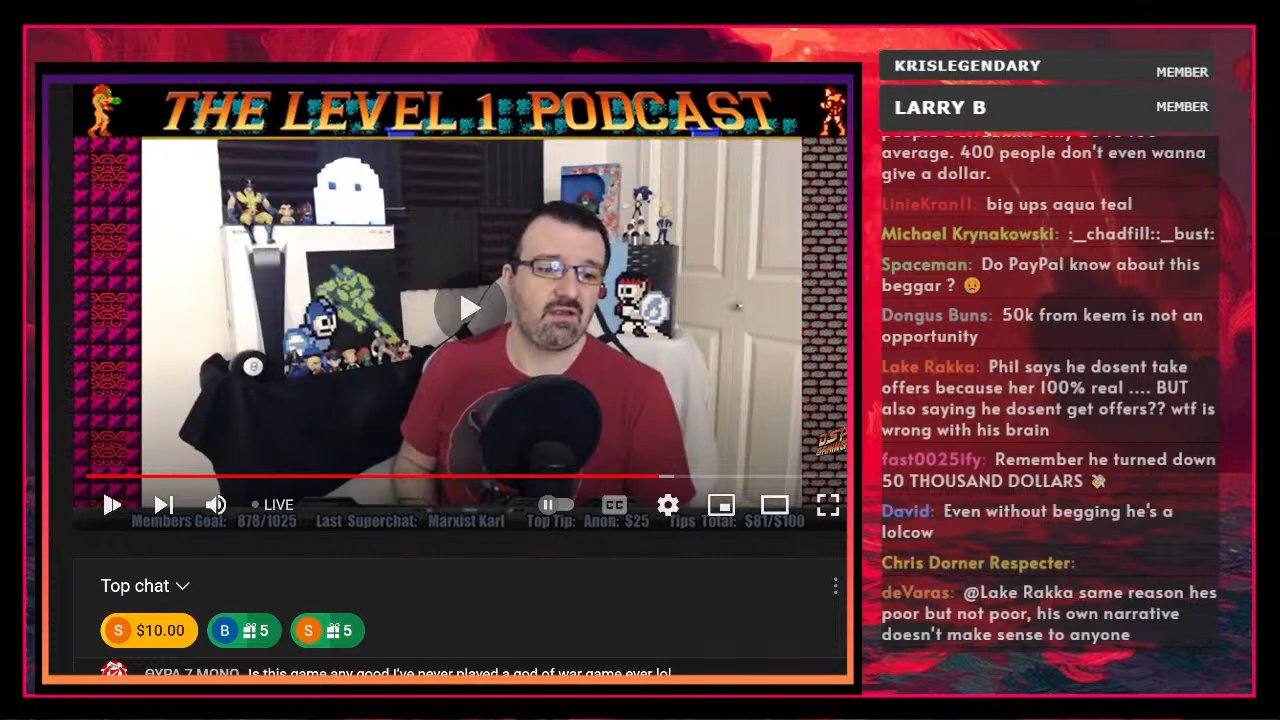 THE LEVEL 1 PODCAST
8
DSP
GAMING
LIVE
CC
Members Goal: 878/1025 Last Superchat: Marxist Karl Top Tip: Anon: $25 Tips Total: $81/$100
Top chat
S $10.00 B 5 S 5
Is this game any good I've never played a god of war game ever lol
KRISLEGENDARY MEMBER
LARRY B MEMBER
average. 400 people don't even wanna
give a dollar.
LinieKranII: big ups aqua teal
Michael Krynakowski: :_chadfill::_bust:
Spaceman: Do PayPal know about this
beggar ? 😥
Dongus Buns: 50k from keem is not an
opportunity
Lake Rakka: Phil says he dosent take
offers because her 100% real .... BUT
also saying he dosent get offers?? wtf is
wrong with his brain
fast0025ify: Remember he turned down
50 THOUSAND DOLLARS 💸
David: Even without begging he's a
lolcow
Chris Dorner Respecter:
deVaras: @Lake Rakka same reason hes
poor but not poor, his own narrative
doesn't make sense to anyone